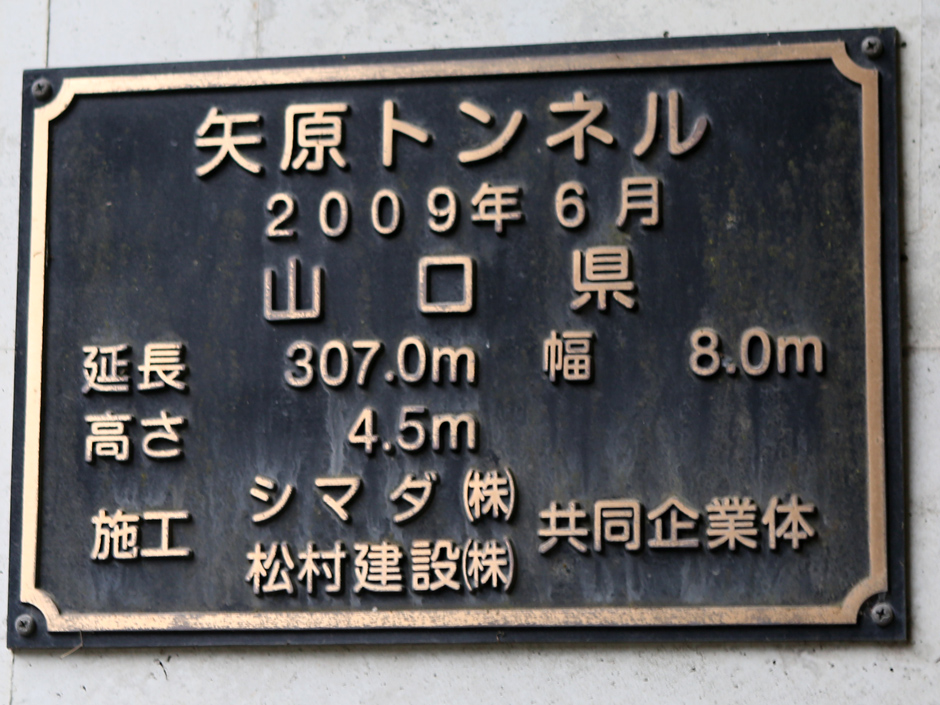 矢原トンネル
2009年6月
山口県
延長 307.0m 幅 8.0m
高さ 4.5m
施工 シマダ㈱ 共同企業体
松村建設㈱